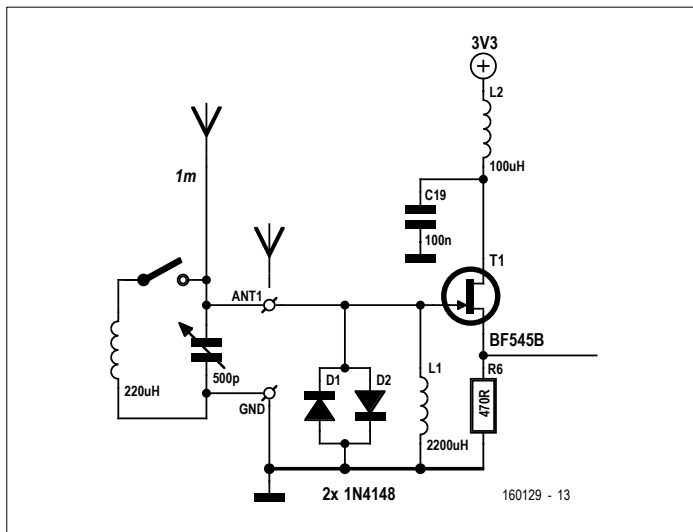 3V3
L2
100uH
1m
C19
100n
T1
ANT1
BF545B
500p
D1
D2
L1
R6
470R
220uH
GND
2200uH
2x 1N4148
160129 - 13